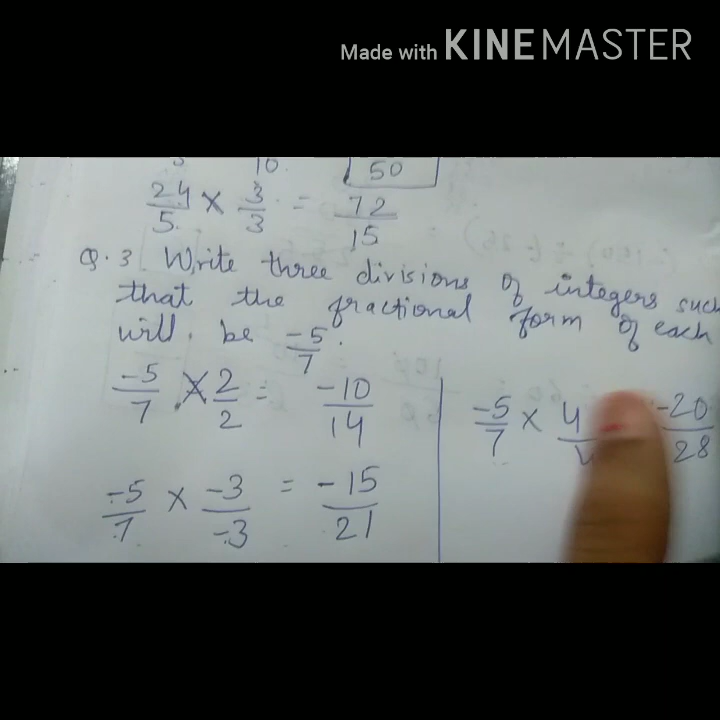 Made with KINEMASTER
10 50
24/5 × 3/3 = 72/15
Q.3 Write three divisions of integers such
that the fractional form of each
will be -5/7.
-5/7 × 2/2 = -10/14
-5/7 × 4/ -20/28
-5/7 × -3/-3 = -15/21